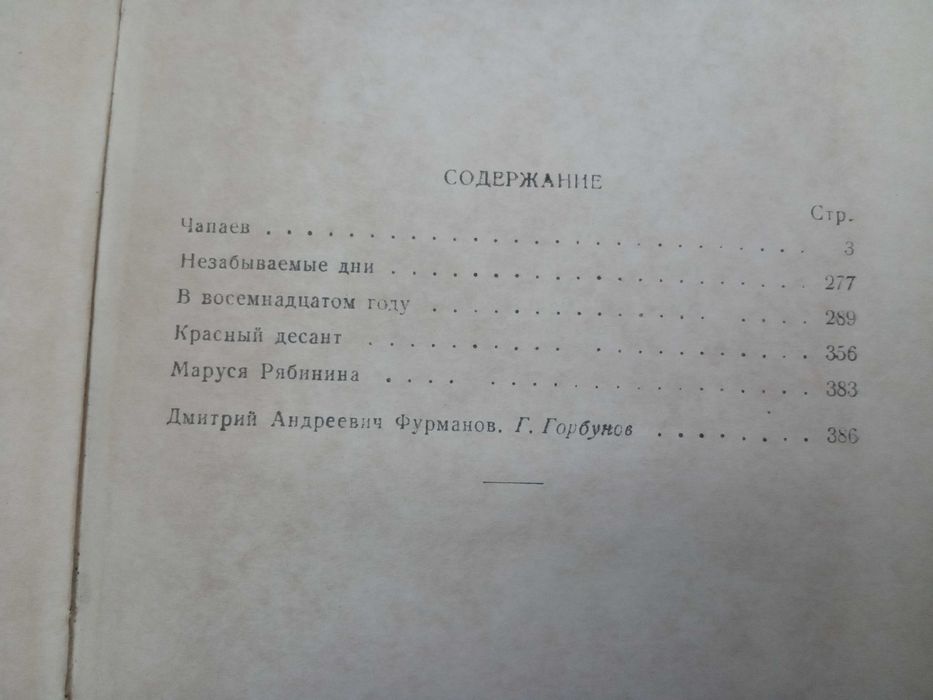 СОДЕРЖАНИЕ
Стр.
Чапаев . . . . . . . . . . . . . . . . . . . . . . . . . . . 3
Незабываемые дни . . . . . . . . . . . . . . . . . . . . . 277
В восемнадцатом году . . . . . . . . . . . . . . . . . . 289
Красный десант . . . . . . . . . . . . . . . . . . . . . 356
Маруся Рябинина . . . . . . . . . . . . . . . . . . . . 383
Дмитрий Андреевич Фурманов. Г. Горбунов . . . . . . . . 386